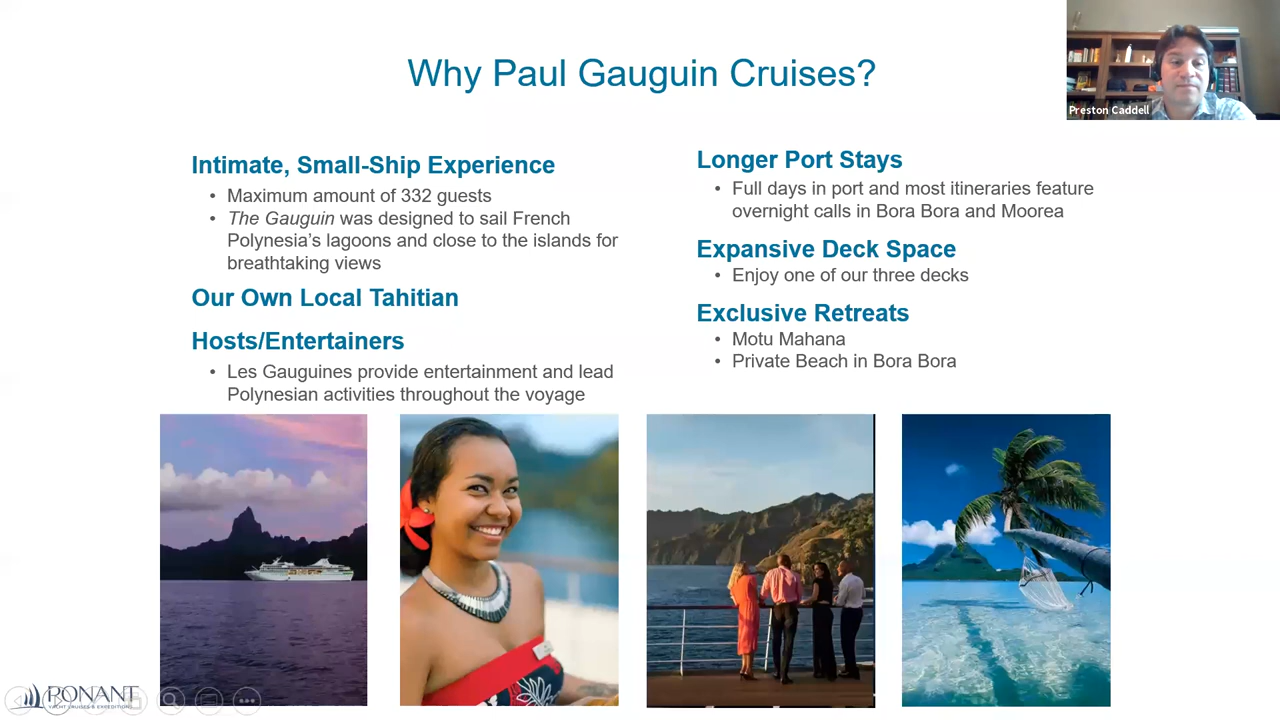 Why Paul Gauguin Cruises?
Preston Caddell
Intimate, Small-Ship Experience
• Maximum amount of 332 guests
• The Gauguin was designed to sail French
Polynesia's lagoons and close to the islands for
breathtaking views
Our Own Local Tahitian
Hosts/Entertainers
• Les Gauguines provide entertainment and lead
Polynesian activities throughout the voyage
Longer Port Stays
• Full days in port and most itineraries feature
overnight calls in Bora Bora and Moorea
Expansive Deck Space
• Enjoy one of our three decks
Exclusive Retreats
• Motu Mahana
• Private Beach in Bora Bora
PONANT
YACHT CRUISES & EXPEDITIONS